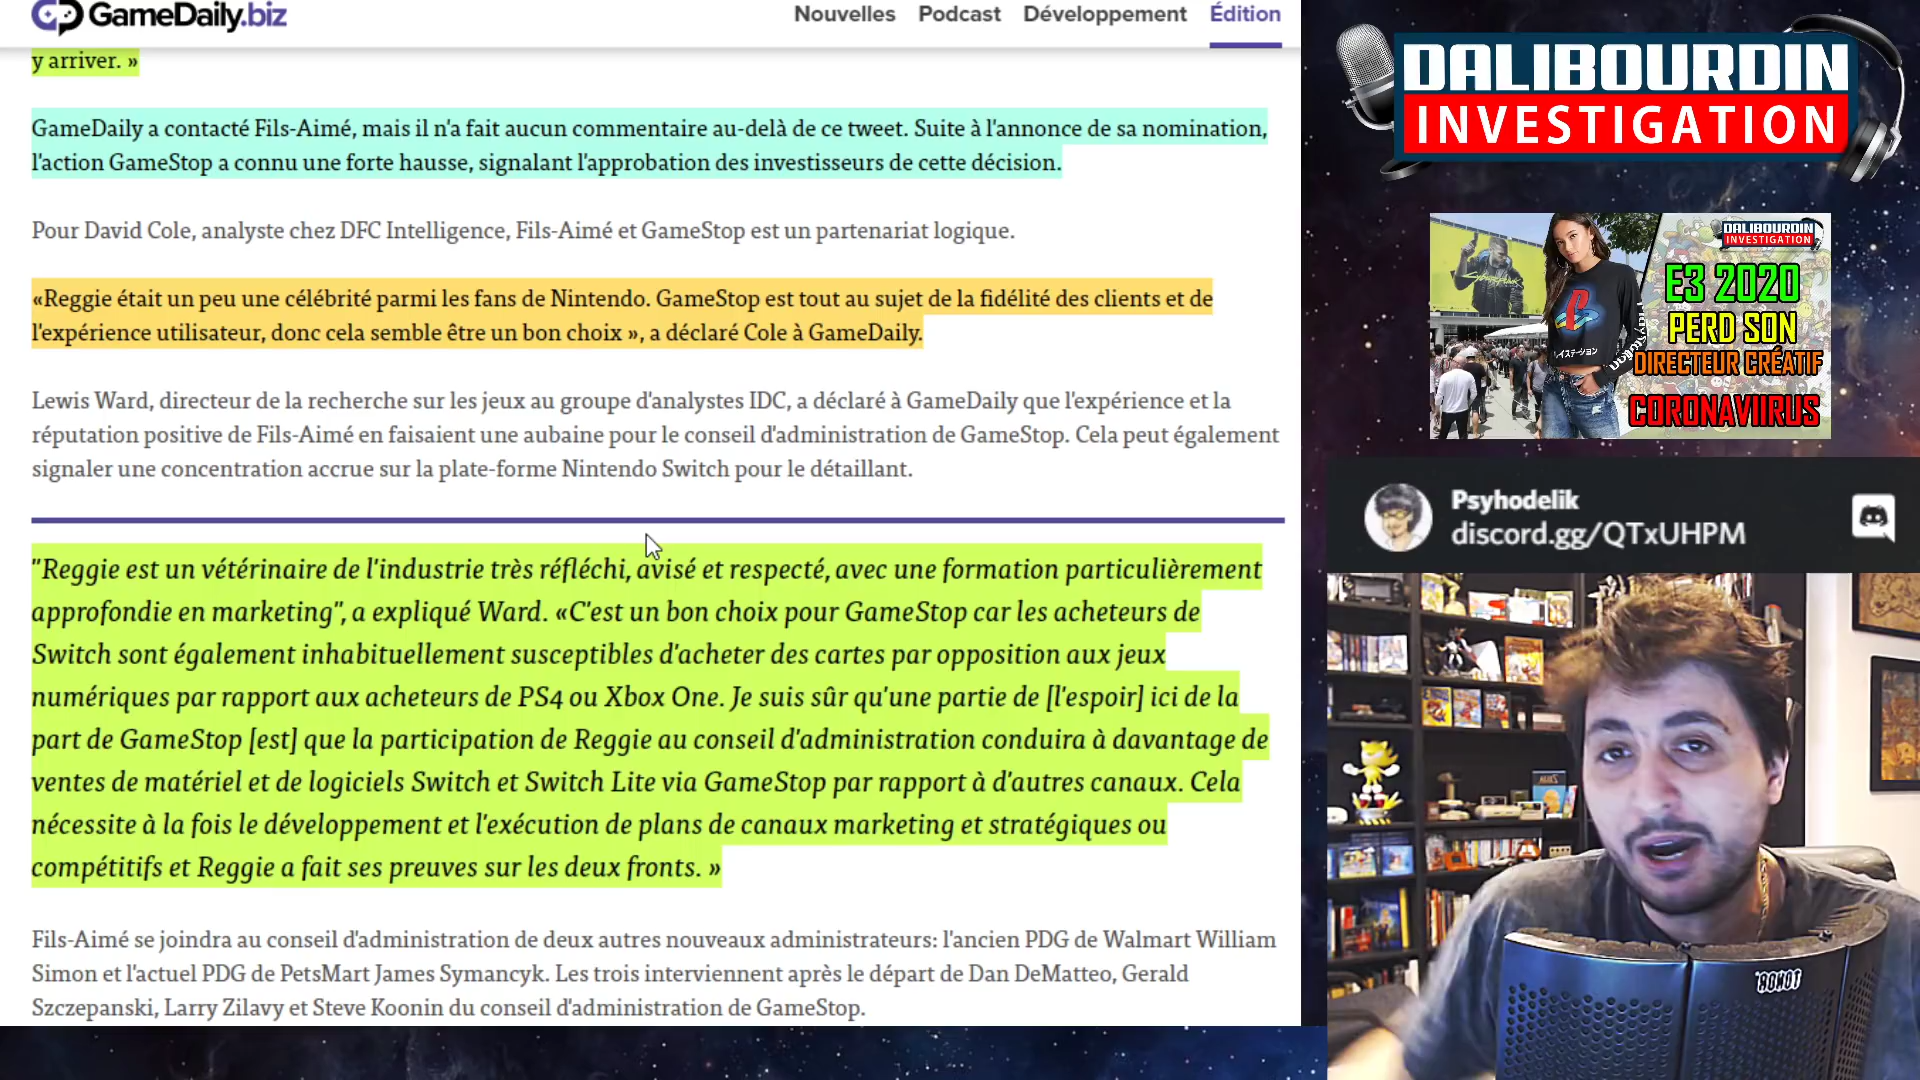 GameDaily.biz
Nouvelles Podcast Développement Édition
y arriver. »
GameDaily a contacté Fils-Aimé, mais il n'a fait aucun commentaire au-delà de ce tweet. Suite à l'annonce de sa nomination,
l'action GameStop a connu une forte hausse, signalant l'approbation des investisseurs de cette décision.
Pour David Cole, analyste chez DFC Intelligence, Fils-Aimé et GameStop est un partenariat logique.
«Reggie était un peu une célébrité parmi les fans de Nintendo. GameStop est tout au sujet de la fidélité des clients et de
l'expérience utilisateur, donc cela semble être un bon choix », a déclaré Cole à GameDaily.
Lewis Ward, directeur de la recherche sur les jeux au groupe d'analystes IDC, a déclaré à GameDaily que l'expérience et la
réputation positive de Fils-Aimé en faisaient une aubaine pour le conseil d'administration de GameStop. Cela peut également
signaler une concentration accrue sur la plate-forme Nintendo Switch pour le détaillant.
"Reggie est un vétérinaire de l'industrie très réfléchi, avisé et respecté, avec une formation particulièrement
approfondie en marketing", a expliqué Ward. «C'est un bon choix pour GameStop car les acheteurs de
Switch sont également inhabituellement susceptibles d'acheter des cartes par opposition aux jeux
numériques par rapport aux acheteurs de PS4 ou Xbox One. Je suis sûr qu'une partie de [l'espoir] ici de la
part de GameStop [est] que la participation de Reggie au conseil d'administration conduira à davantage de
ventes de matériel et de logiciels Switch et Switch Lite via GameStop par rapport à d'autres canaux. Cela
nécessite à la fois le développement et l'exécution de plans de canaux marketing et stratégiques ou
compétitifs et Reggie a fait ses preuves sur les deux fronts. »
Fils-Aimé se joindra au conseil d'administration de deux autres nouveaux administrateurs: l'ancien PDG de Walmart William
Simon et l'actuel PDG de PetsMart James Symancyk. Les trois interviennent après le départ de Dan DeMatteo, Gerald
Szczepanski, Larry Zilavy et Steve Koonin du conseil d'administration de GameStop.
DALIBOURDIN
INVESTIGATION
DALIBOURDIN
INVESTIGATION
E3 2020
PERD SON
DIRECTEUR CRÉATIF
CORONAVIIRUS
Psyhodelik
discord.gg/QTxUHPM